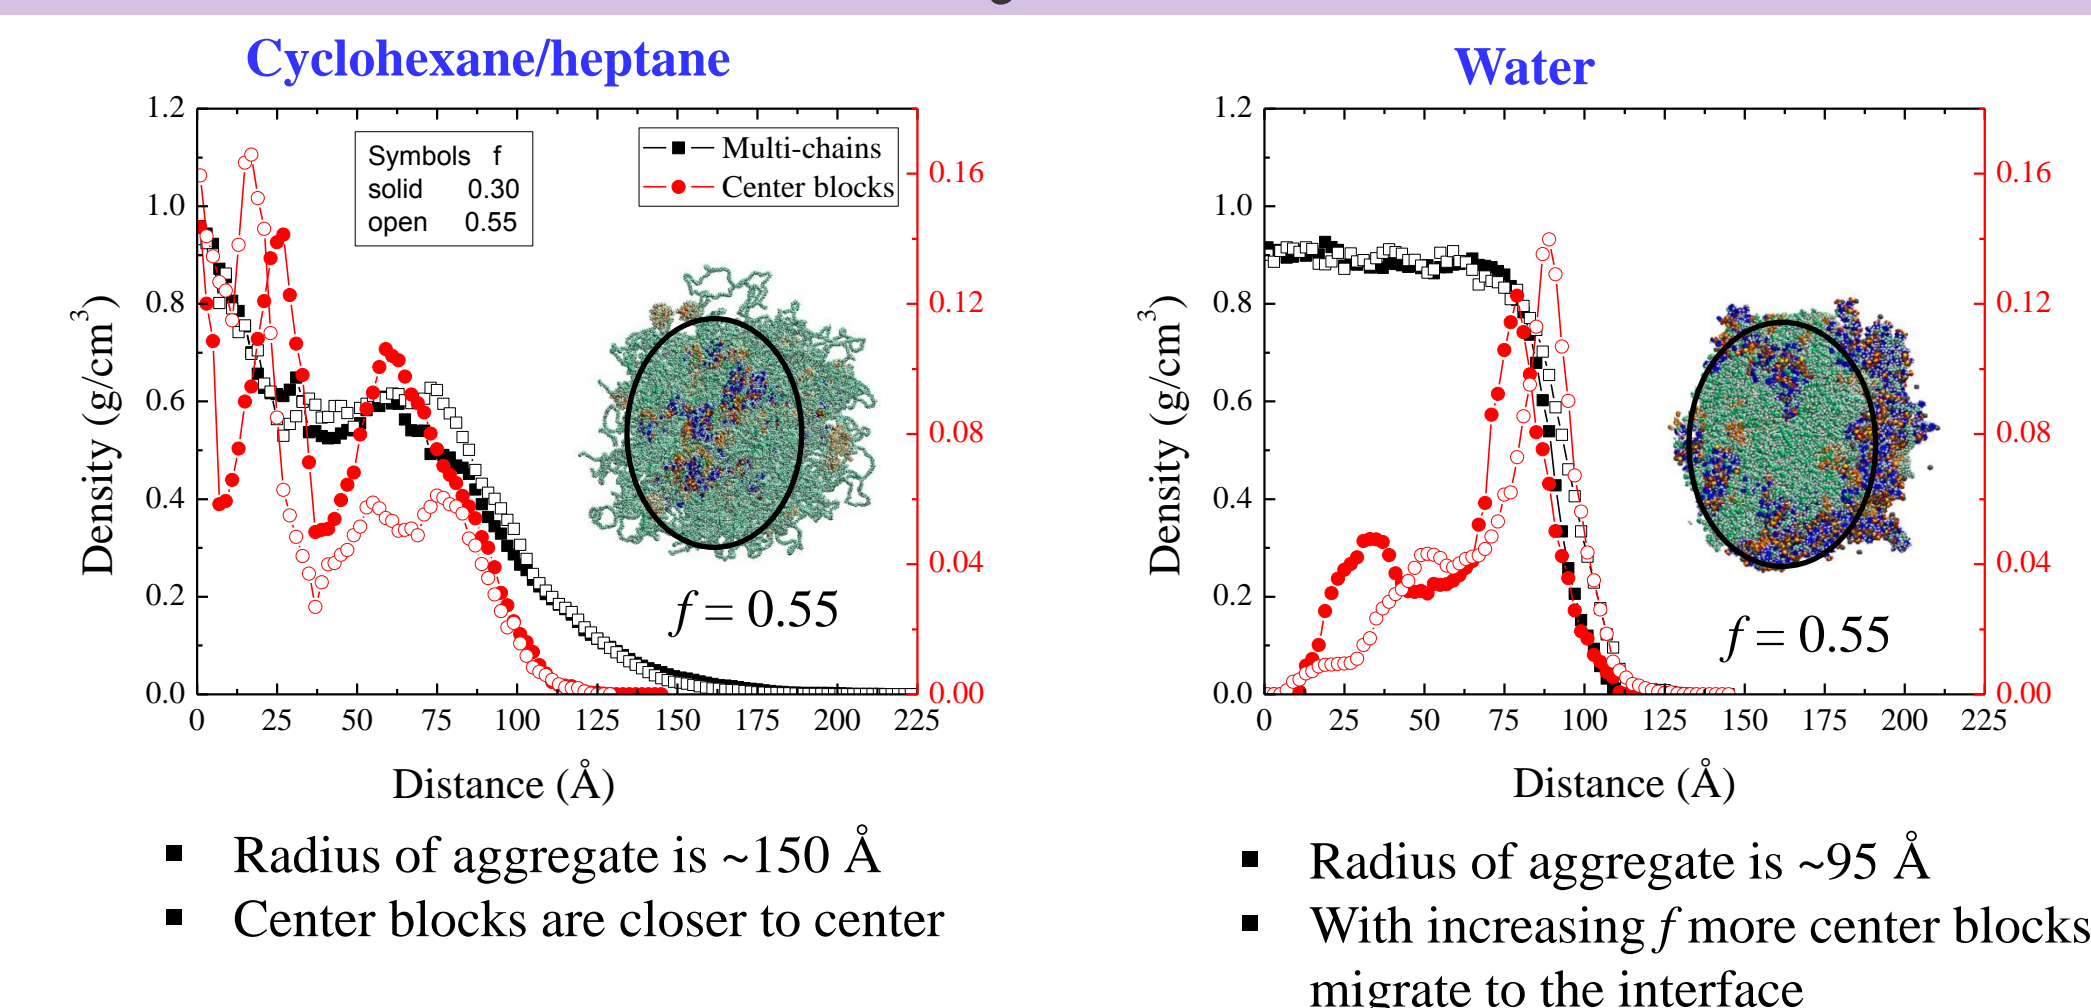 Cyclohexane/heptane
1.2
1.0
0.8
0.6
0.4
0.2
0.0
Density (g/cm³)
Symbols f
solid 0.30
open 0.55
Multi-chains
Center blocks
0.16
0.12
0.08
0.04
0.00
f = 0.55
0 25 50 75 100 125 150 175 200 225
Distance (Å)
▪ Radius of aggregate is ~150 Å
▪ Center blocks are closer to center
Water
1.2
1.0
0.8
0.6
0.4
0.2
0.0
Density (g/cm³)
0.16
0.12
0.08
0.04
0.00
f = 0.55
0 25 50 75 100 125 150 175 200 225
Distance (Å)
▪ Radius of aggregate is ~95 Å
▪ With increasing f more center blocks
migrate to the interface